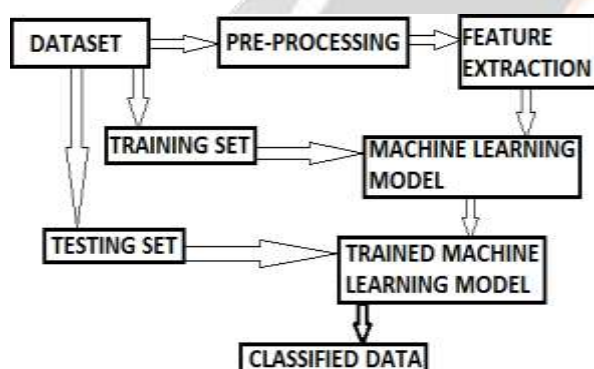 DATASET
PRE-PROCESSING
FEATURE
EXTRACTION
TRAINING SET
MACHINE LEARNING
MODEL
TESTING SET
TRAINED MACHINE
LEARNING MODEL
CLASSIFIED DATA